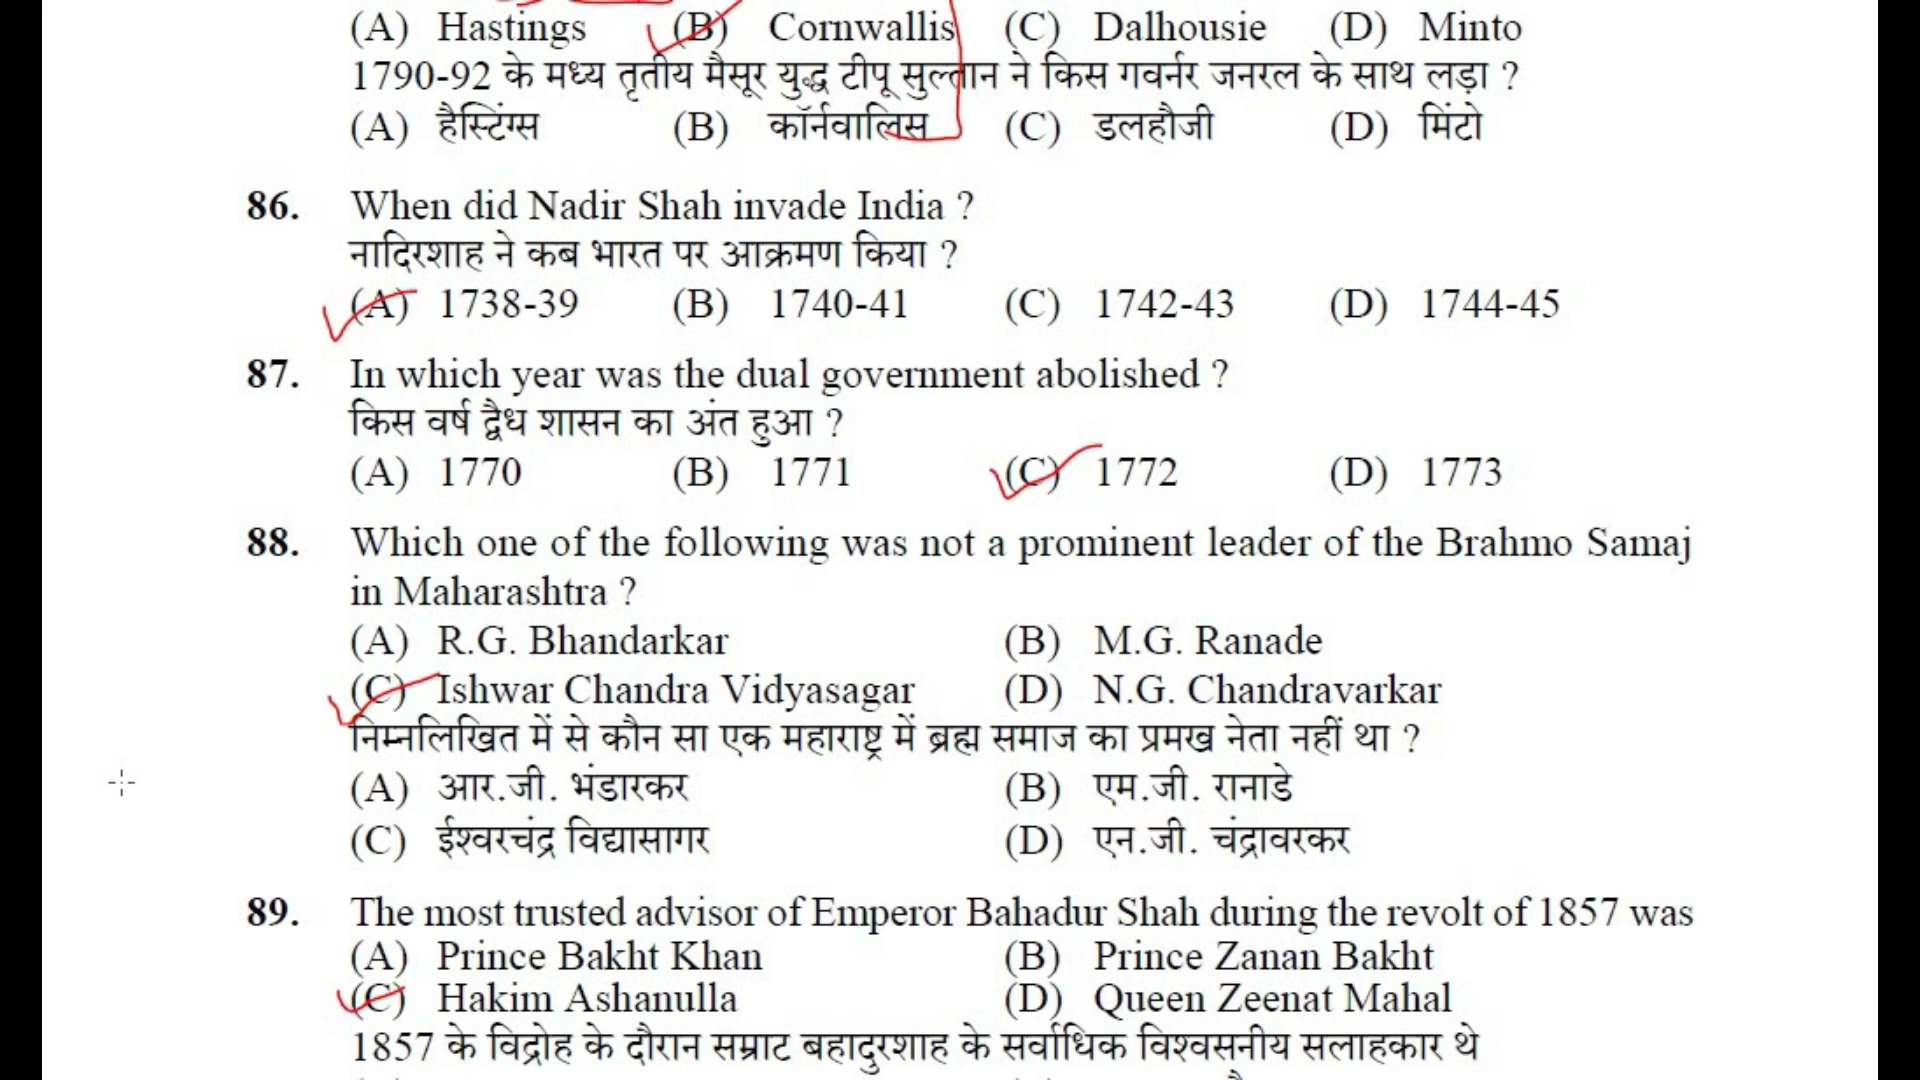 (A) Hastings (B) Cornwallis (C) Dalhousie (D) Minto
1790-92 के मध्य तृतीय मैसूर युद्ध टीपू सुल्तान ने किस गवर्नर जनरल के साथ लड़ा ?
(A) हैस्टिंग्स (B) कॉर्नवालिस (C) डलहौजी (D) मिंटो
86. When did Nadir Shah invade India ?
नादिरशाह ने कब भारत पर आक्रमण किया ?
(A) 1738-39 (B) 1740-41 (C) 1742-43 (D) 1744-45
87. In which year was the dual government abolished ?
किस वर्ष द्वैध शासन का अंत हुआ ?
(A) 1770 (B) 1771 (C) 1772 (D) 1773
88. Which one of the following was not a prominent leader of the Brahmo Samaj
in Maharashtra ?
(A) R.G. Bhandarkar (B) M.G. Ranade
(C) Ishwar Chandra Vidyasagar (D) N.G. Chandravarkar
निम्नलिखित में से कौन सा एक महाराष्ट्र में ब्रह्म समाज का प्रमख नेता नहीं था ?
(A) आर.जी. भंडारकर (B) एम.जी. रानाडे
(C) ईश्वरचंद्र विद्यासागर (D) एन.जी. चंद्रावरकर
89. The most trusted advisor of Emperor Bahadur Shah during the revolt of 1857 was
(A) Prince Bakht Khan (B) Prince Zanan Bakht
(C) Hakim Ashanulla (D) Queen Zeenat Mahal
1857 के विद्रोह के दौरान सम्राट बहादुरशाह के सर्वाधिक विश्वसनीय सलाहकार थे